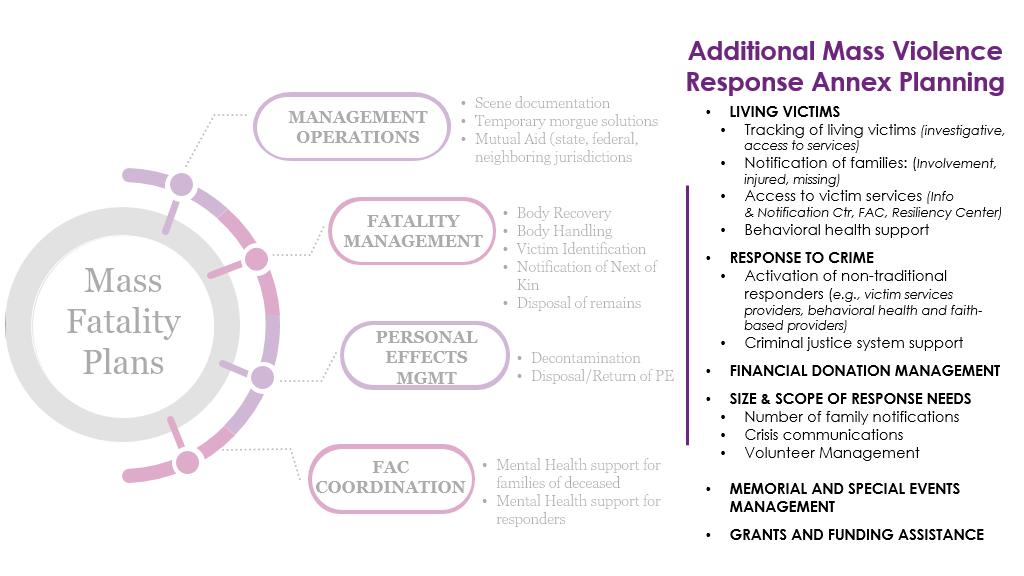 Mass
Fatality
Plans
MANAGEMENT
OPERATIONS
• Scene documentation
• Temporary morgue solutions
• Mutual Aid (state, federal,
neighboring jurisdictions
FATALITY
MANAGEMENT
• Body Recovery
• Body Handling
• Victim Identification
• Notification of Next of
Kin
• Disposal of remains
PERSONAL
EFFECTS
MGMT
• Decontamination
• Disposal/Return of PE
FAC
COORDINATION
• Mental Health support for
families of deceased
• Mental Health support for
responders
Additional Mass Violence
Response Annex Planning
• LIVING VICTIMS
• Tracking of living victims (investigative,
access to services)
• Notification of families: (Involvement,
injured, missing)
• Access to victim services (Info
& Notification Ctr, FAC, Resiliency Center)
• Behavioral health support
• RESPONSE TO CRIME
• Activation of non-traditional
responders (e.g., victim services
providers, behavioral health and faith-
based providers)
• Criminal justice system support
• FINANCIAL DONATION MANAGEMENT
• SIZE & SCOPE OF RESPONSE NEEDS
• Number of family notifications
• Crisis communications
• Volunteer Management
• MEMORIAL AND SPECIAL EVENTS
MANAGEMENT
• GRANTS AND FUNDING ASSISTANCE